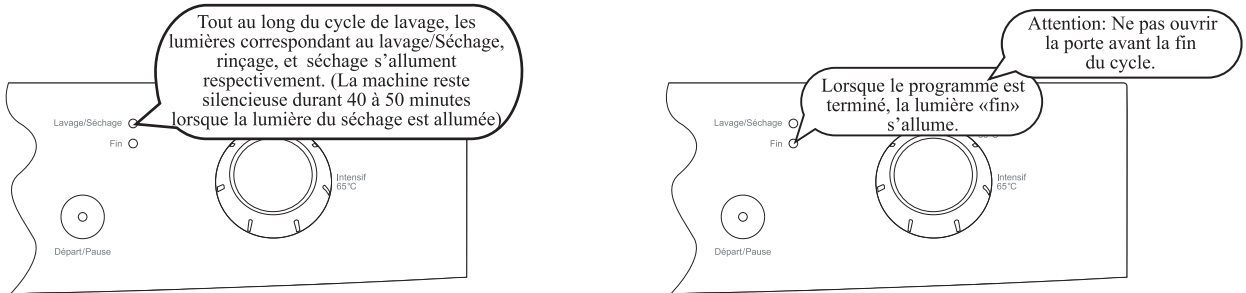 Tout au long du cycle de lavage, les
lumières correspondant au lavage/Séchage,
rinçage, et séchage s'allument
respectivement. (La machine reste
silencieuse durant 40 à 50 minutes
lorsque la lumière du séchage est allumée)
Lavage/Séchage
Fin
Intensif
65°C
Départ/Pause
Attention: Ne pas ouvrir
la porte avant la fin
du cycle.
Lorsque le programme est
terminé, la lumière «fin»
s'allume.
Lavage/Séchage
Fin
Intensif
65°C
Départ/Pause